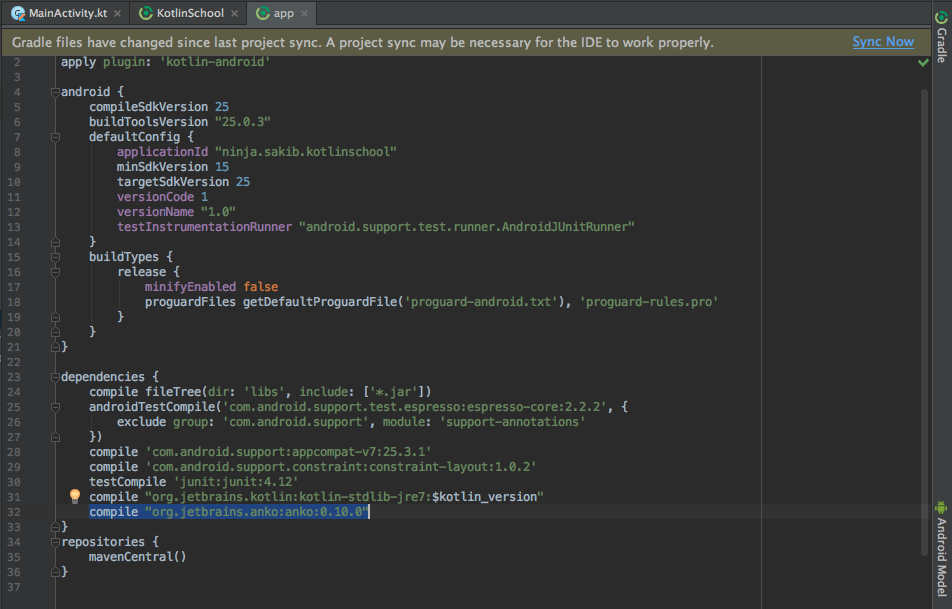 MainActivity.kt
KotlinSchool
app
Gradle files have changed since last project sync. A project sync may be necessary for the IDE to work properly.
Sync Now
2 apply plugin: 'kotlin-android'
3
4 android {
5 compileSdkVersion 25
6 buildToolsVersion "25.0.3"
7 defaultConfig {
8 applicationId "ninja.sakib.kotlinschool"
9 minSdkVersion 15
10 targetSdkVersion 25
11 versionCode 1
12 versionName "1.0"
13 testInstrumentationRunner "android.support.test.runner.AndroidJUnitRunner"
14 }
15 buildTypes {
16 release {
17 minifyEnabled false
18 proguardFiles getDefaultProguardFile('proguard-android.txt'), 'proguard-rules.pro'
19 }
20 }
21 }
22
23 dependencies {
24 compile fileTree(dir: 'libs', include: ['*.jar'])
25 androidTestCompile('com.android.support.test.espresso:espresso-core:2.2.2', {
26 exclude group: 'com.android.support', module: 'support-annotations'
27 })
28 compile 'com.android.support:appcompat-v7:25.3.1'
29 compile 'com.android.support.constraint:constraint-layout:1.0.2'
30 testCompile 'junit:junit:4.12'
31 compile "org.jetbrains.kotlin:kotlin-stdlib-jre7:$kotlin_version"
32 compile "org.jetbrains.anko:anko:0.10.0"
33 }
34 repositories {
35 mavenCentral()
36 }
37
Gradle
Android Model